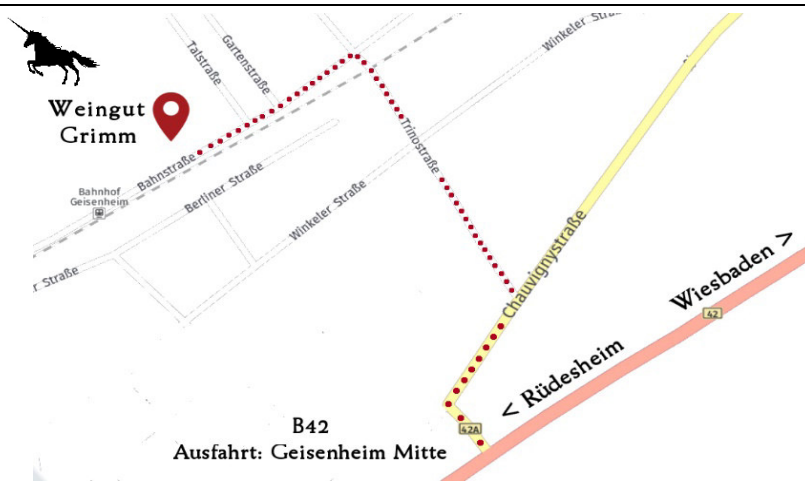 Winkeler Stra
Gartenstraße
Talstraße
Weingut
Grimm
Trinostraße
Bahnstraße
Bahnhof
Geisenheim
Berliner Straße
Winkeler Straße
r Straße
Chauvignystraße
Wiesbaden >
42
< Rüdesheim
B42
42A
Ausfahrt: Geisenheim Mitte